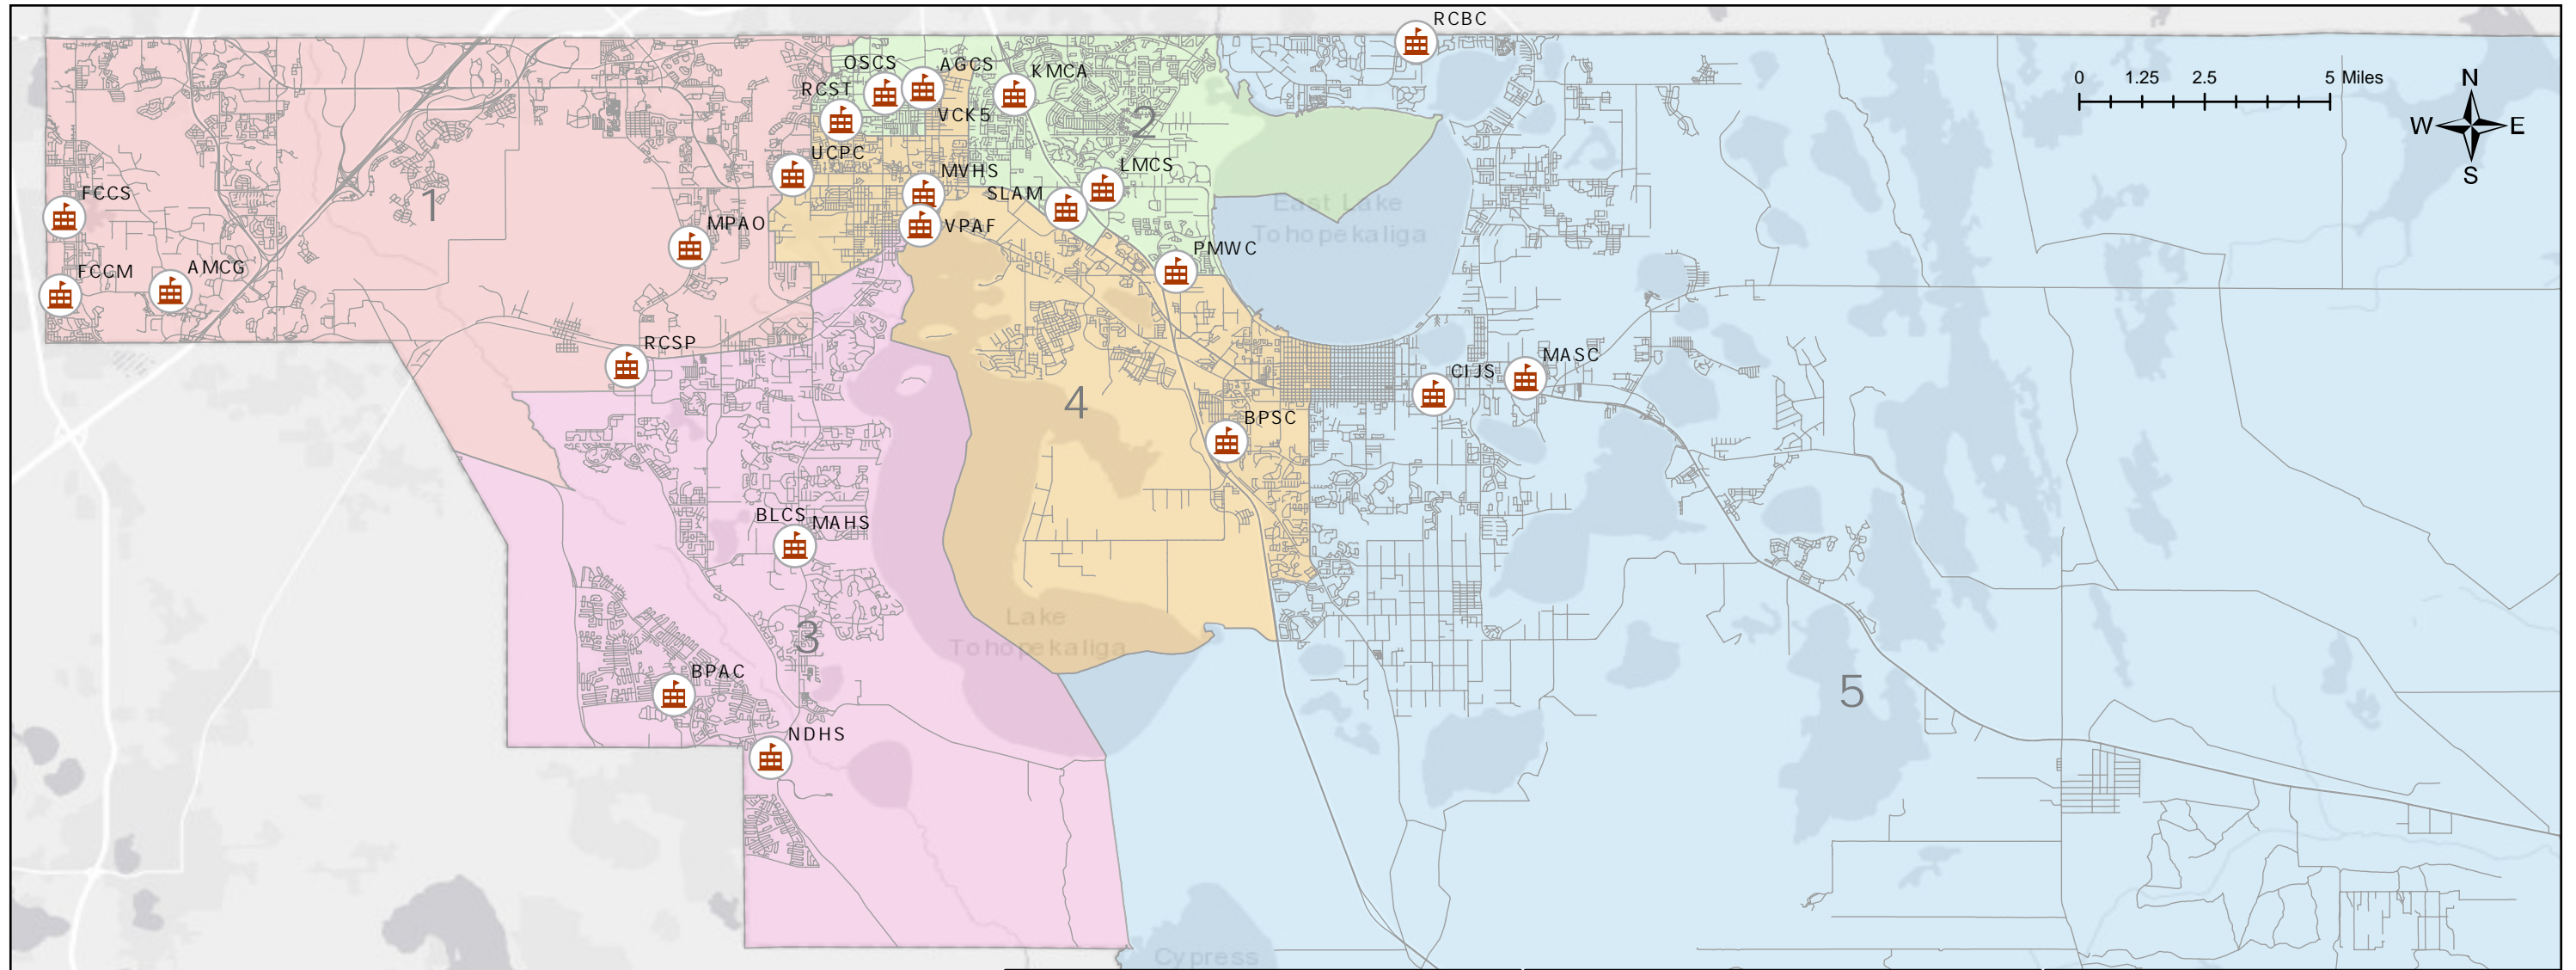 RCBC
0 1.25 2.5 5 Miles
N
W E
S
OSCS
AGCS
KMCA
RCST
VCK5
2
UCPC
MVHS
LMCS
SLAM
FCCS
1
MPAO
VPAF
East Lake
Tohopekaliga
PMWC
FCCM
AMCG
RCSP
MASC
CIJS
4
BPSC
BLCS
MAHS
Lake
Tohopekaliga
3
BPAC
5
NDHS
Cypress